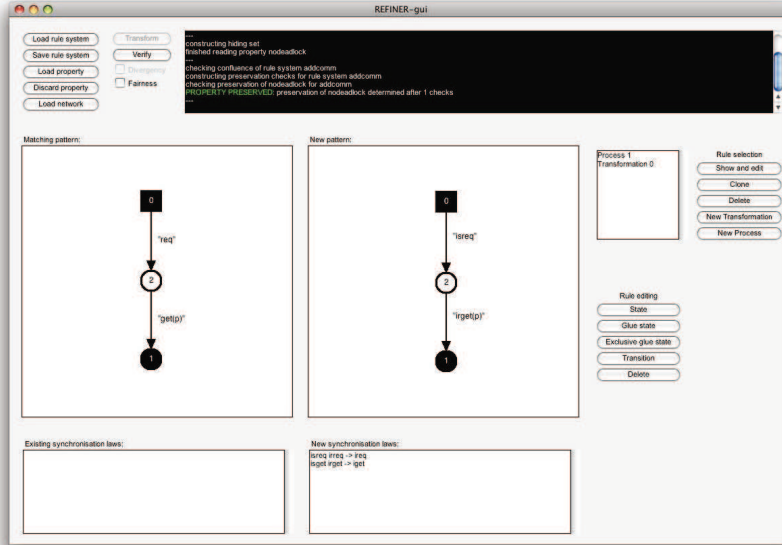 REFINER-gui
Load rule system
Save rule system
Load property
Discard property
Load network
Transform
Verify
Divergency
Fairness
---
constructing hiding set
finished reading property nodeadlock
---
checking confluence of rule system addcomm
constructing preservation checks for rule system addcomm
checking preservation of nodeadlock for addcomm
PROPERTY PRESERVED: preservation of nodeadlock determined after 1 checks
---
Matching pattern:
0
"req"
2
"get(p)"
1
New pattern:
0
"isreq"
2
"irget(p)"
1
Process 1
Transformation 0
Rule selection
Show and edit
Clone
Delete
New Transformation
New Process
Rule editing
State
Glue state
Exclusive glue state
Transition
Delete
Existing synchronisation laws:
New synchronisation laws:
isreq irreq -> ireq
isget irget -> iget